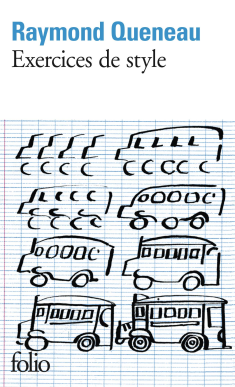 Raymond Queneau
Exercices de style
folio